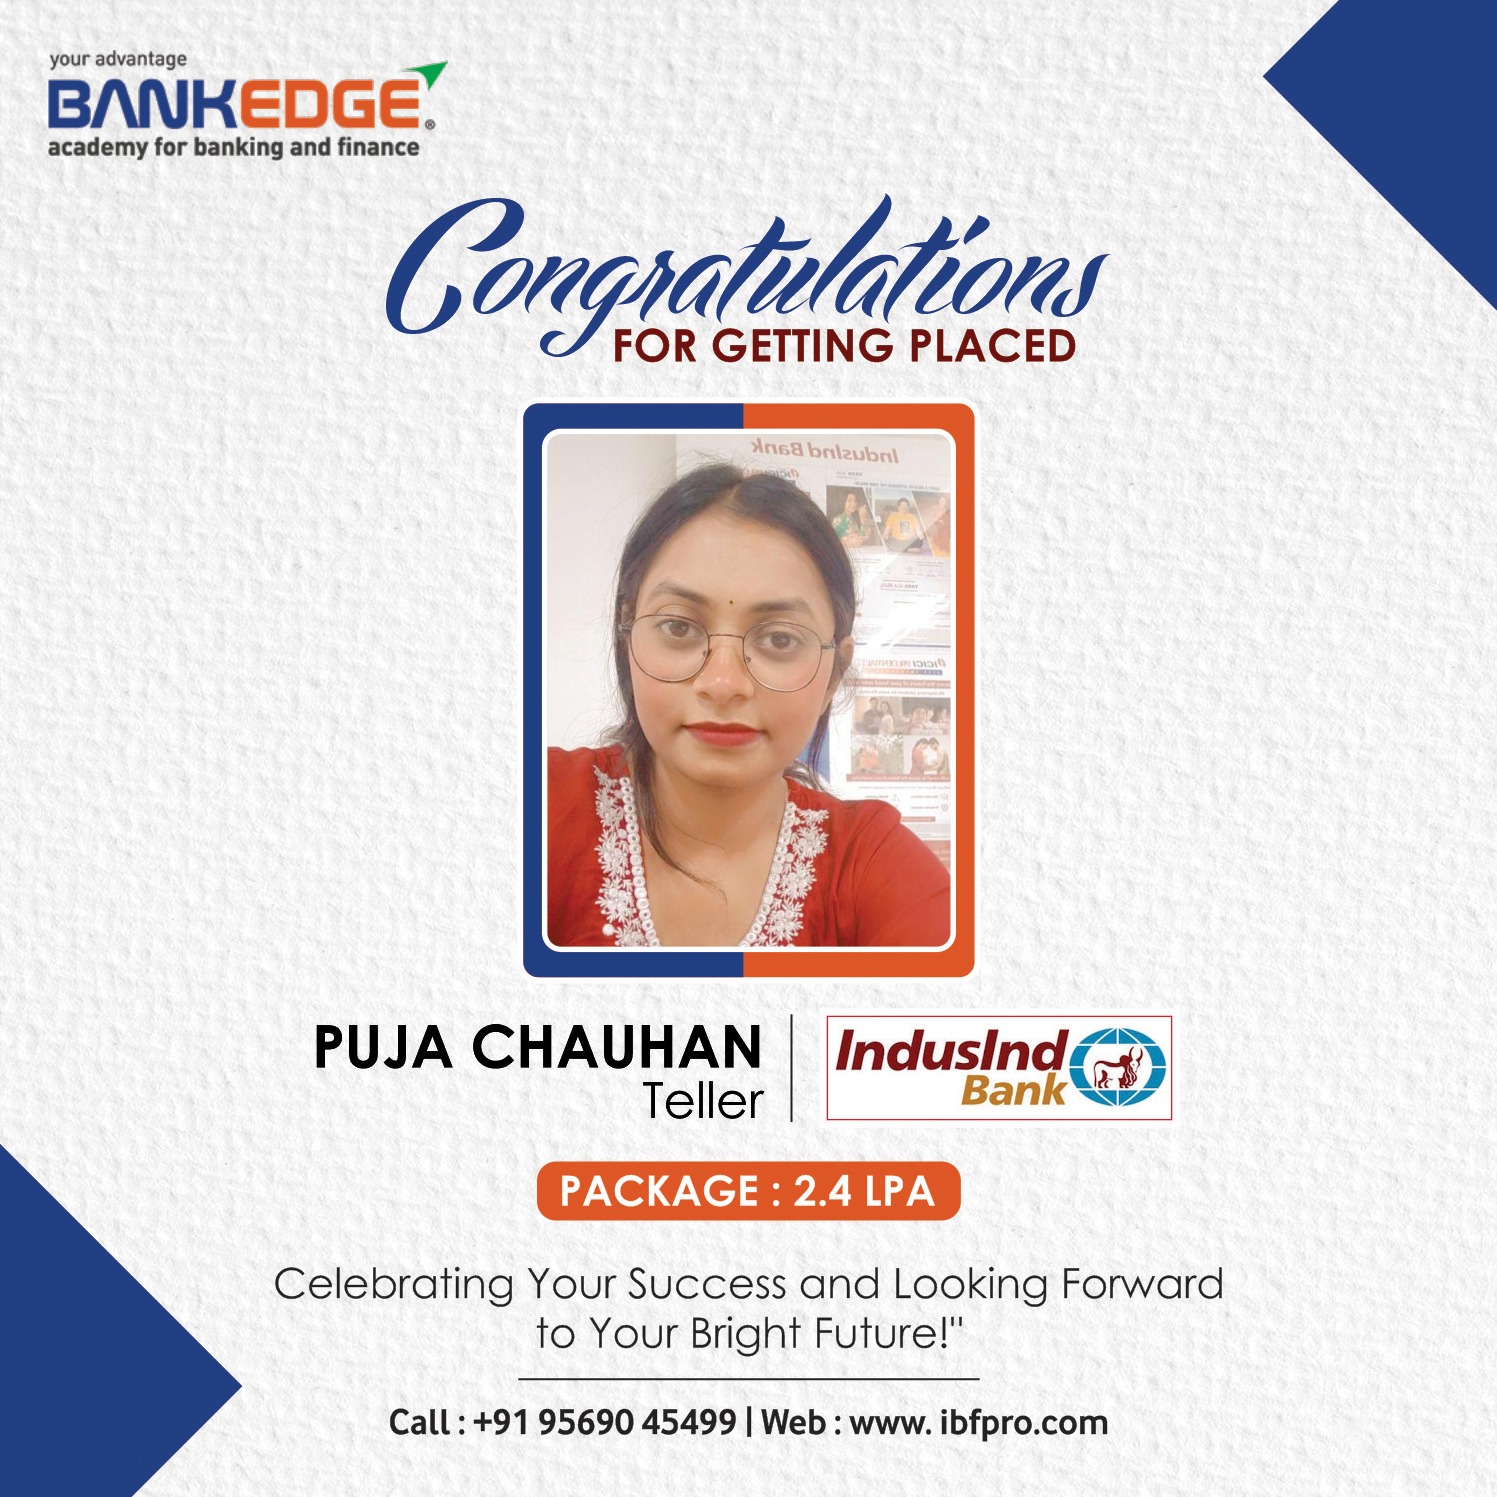 your advantage
BANKEDGE®
academy for banking and finance
Congratulations
FOR GETTING PLACED
IndusInd Bank
PUJA CHAUHAN
Teller
IndusInd
Bank
PACKAGE : 2.4 LPA
Celebrating Your Success and Looking Forward
to Your Bright Future!"
Call : +91 95690 45499 | Web : www. ibfpro.com